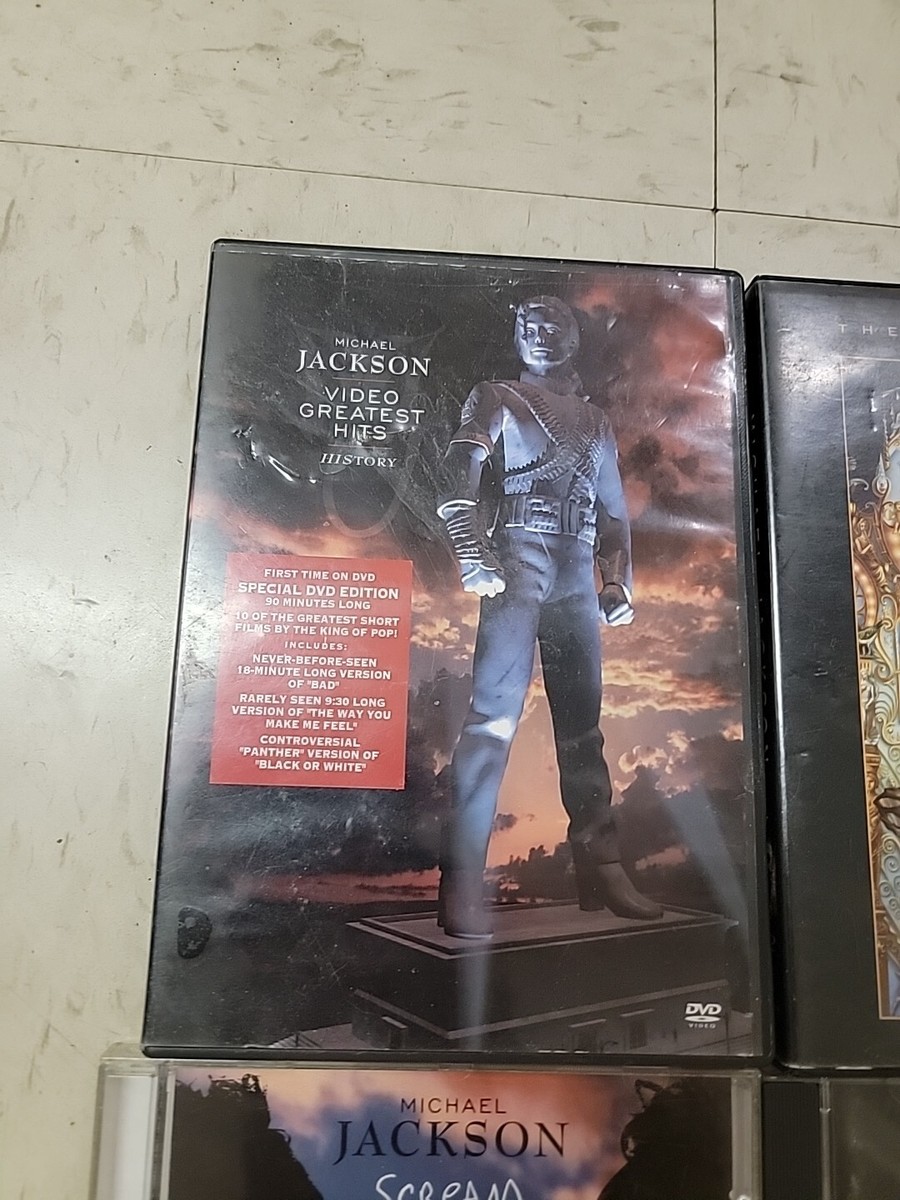 MICHAEL
JACKSON
VIDEO
GREATEST
HITS
HISTORY
FIRST TIME ON DVD
SPECIAL DVD EDITION
90 MINUTES LONG
10 OF THE GREATEST SHORT
FILMS BY THE KING OF POP!
INCLUDES:
NEVER-BEFORE-SEEN
18-MINUTE LONG VERSION
OF "BAD"
RARELY SEEN 9:30 LONG
VERSION OF "THE WAY YOU
MAKE ME FEEL"
CONTROVERSIAL
"PANTHER" VERSION OF
"BLACK OR WHITE"
DVD
VIDEO
THE
MICHAEL
JACKSON
SCREAM